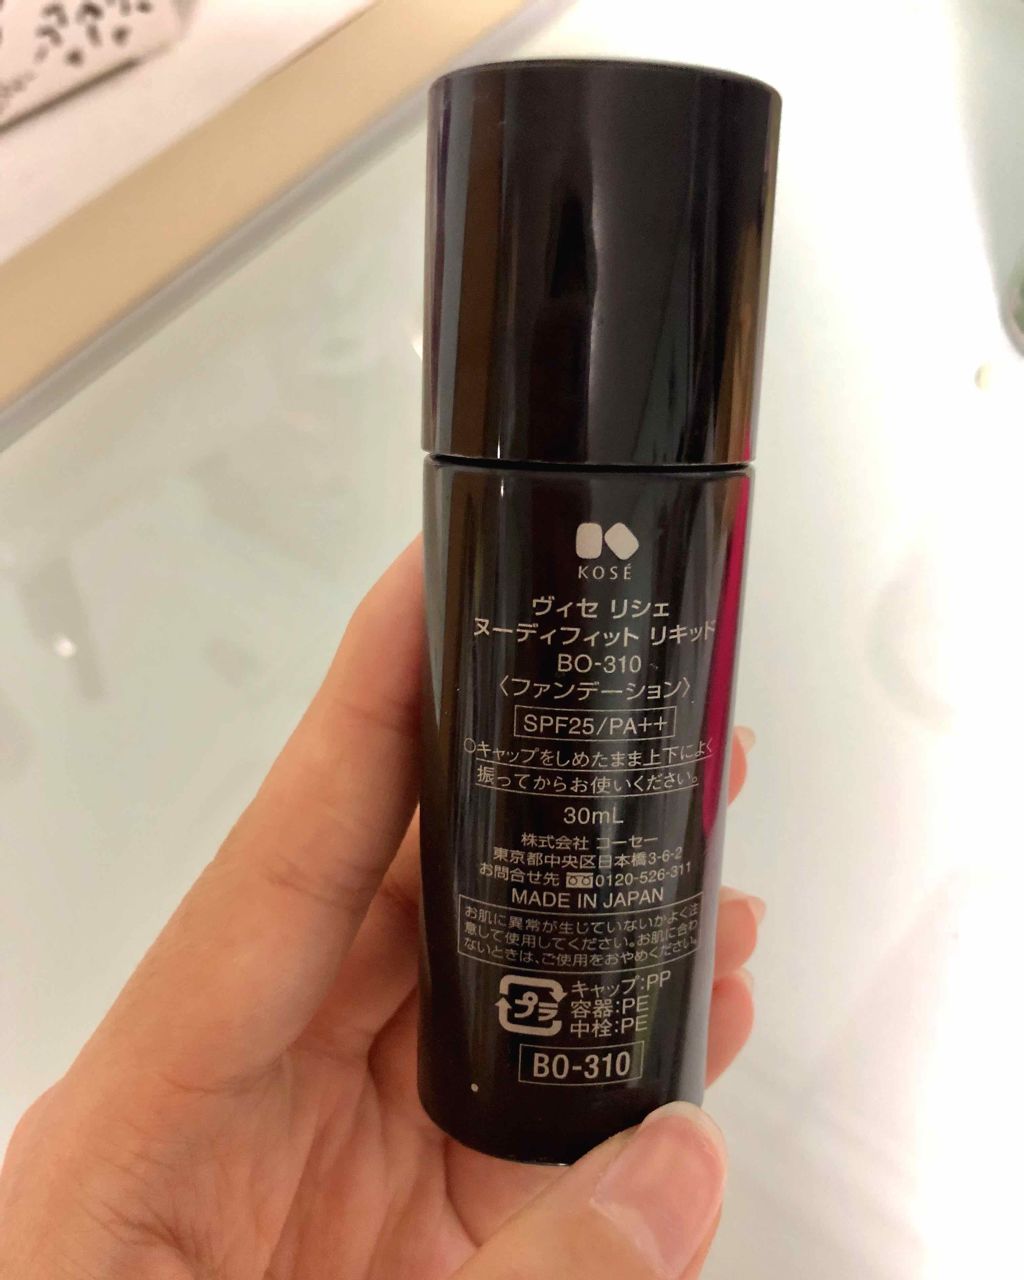 KOSÉ
ヴィセ リシェ
ヌーディフィット リキッド
BO-310
〈ファンデーション〉
SPF25/PA++
○キャップをしめたまま上下によく
振ってからお使いください。
30mL
株式会社 コーセー
東京都中央区日本橋3-6-2
お問合せ先 0120-526-311
MADE IN JAPAN
お肌に異常が生じていないかよく注
意して使用してください。お肌に合わ
ないときは、ご使用をおやめください。
プラ
キャップ:PP
容器:PE
中栓:PE
BO-310